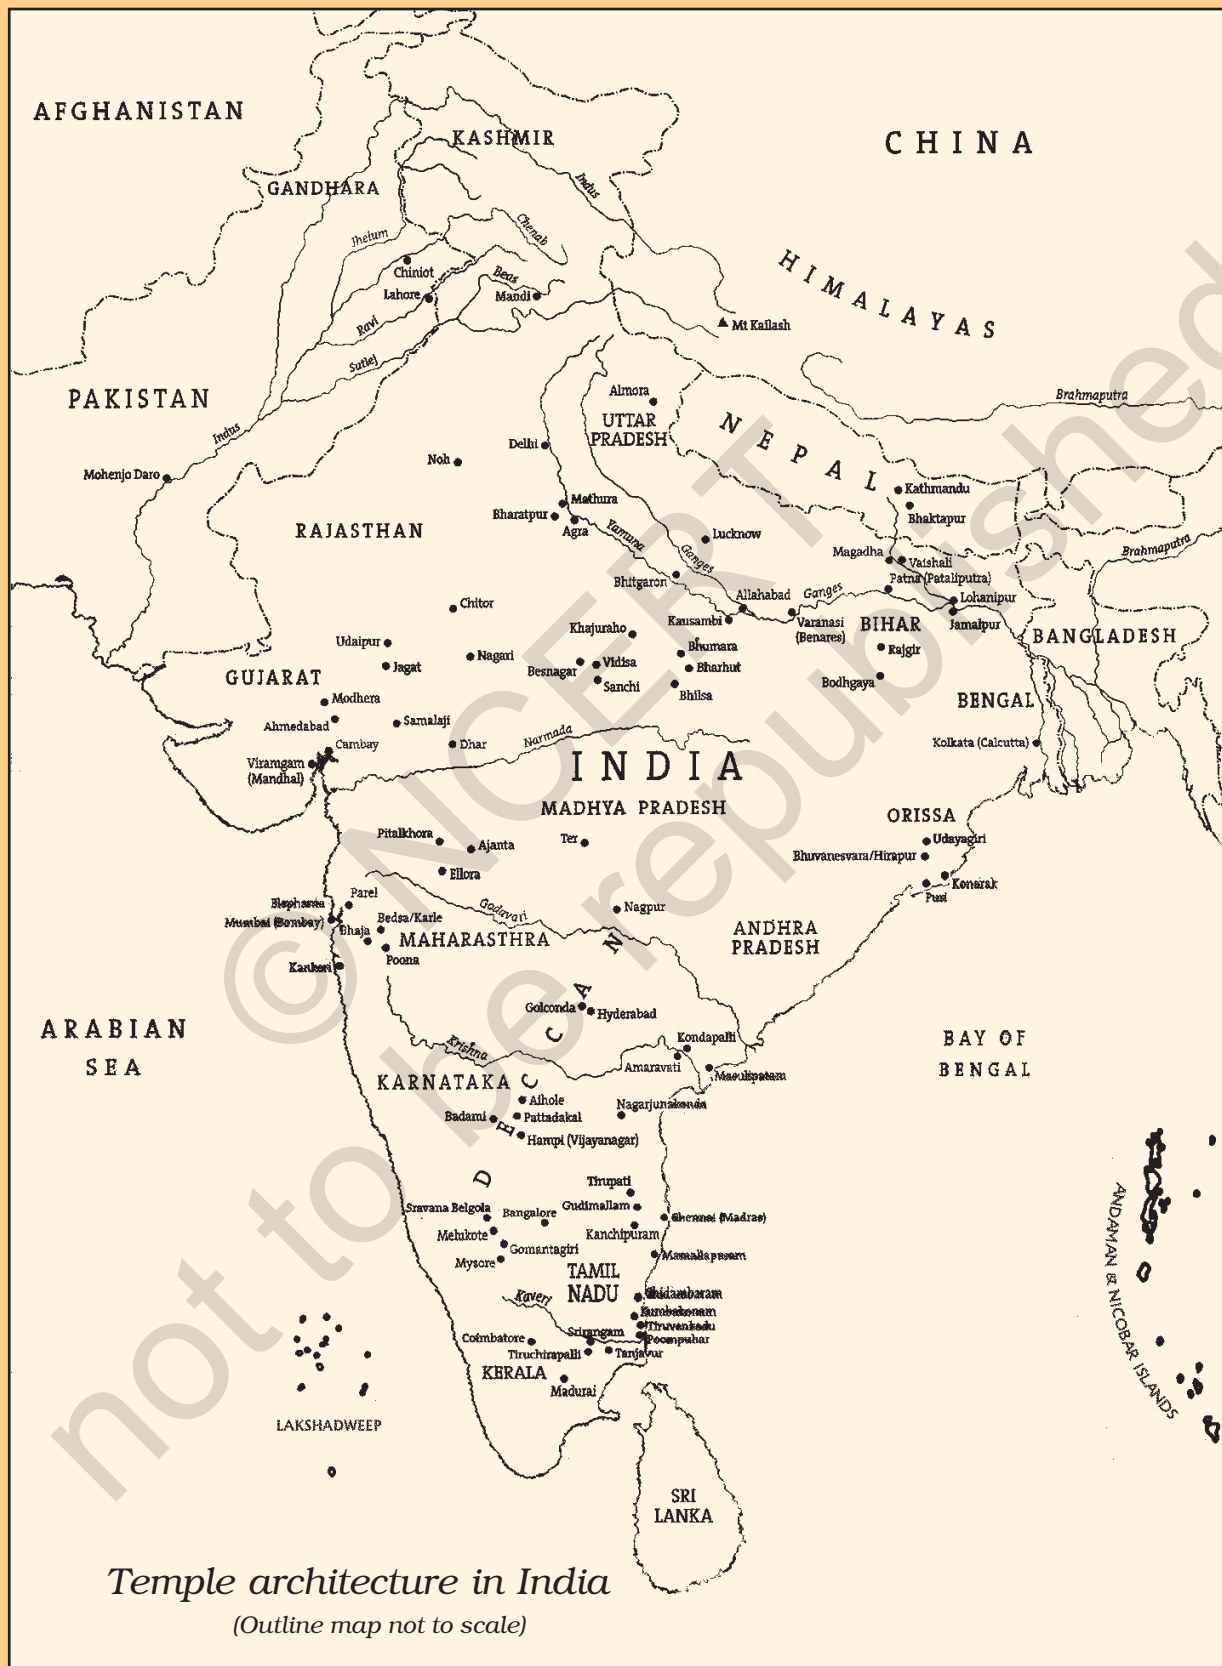 AFGHANISTAN
KASHMIR
CHINA
GANDHARA
Indus
Jhelum
Chenab
HIMALAYAS
Chiniot
Beas
Lahore
Mandi
Ravi
Mt Kailash
Sutlej
PAKISTAN
Almora
Brahmaputra
UTTAR
PRADESH
NEPAL
Indus
Delhi
Noh
Mohenjo Daro
Kathmandu
Mathura
Bharatpur
Bhaktapur
RAJASTHAN
Agra
Yamuna
Lucknow
Ganges
Magadha
Vaishali
Brahmaputra
Bhitgaron
Patna (Pataliputra)
Allahabad
Ganges
Lohanipur
Chitor
Kausambi
Varanasi
(Benares)
BIHAR
Jamalpur
Khajuraho
BANGLADESH
Udaipur
Bhumara
Rajgir
Nagari
Vidisa
Jagat
Besnagar
Bharhut
GUJARAT
Sanchi
Bodhgaya
Bhilsa
Modhera
BENGAL
Ahmedabad
Samalaji
Narmada
Cambay
Dhar
Kolkata (Calcutta)
Viramgam
(Mandhal)
INDIA
MADHYA PRADESH
ORISSA
Pitalkhora
Ter
Udayagiri
Ajanta
Bhuvanesvara/Hirapur
Ellora
Konarak
Parel
Puri
Elephanta
Godavari
Nagpur
Mumbai (Bombay)
Bedsa/Karle
Bhaja
MAHARASTHRA
ANDHRA
PRADESH
Poona
Kanheri
DECCAN
Golconda
Hyderabad
ARABIAN
SEA
Krishna
Kondapalli
BAY OF
BENGAL
Amaravati
Masulipatam
KARNATAKA
Aihole
Nagarjunakonda
Badami
Pattadakal
Hampi (Vijayanagar)
Tirupati
Sravana Belgola
Bangalore
Gudimallam
Chennai (Madras)
Melukote
Kanchipuram
Gomantagiri
Mysore
Mamallapuram
TAMIL
NADU
ANDAMAN & NICOBAR ISLANDS
Kaveri
Chidambaram
Kumbakonam
Tiruvenkadu
Srirangam
Coimbatore
Poompuhar
Tiruchirapalli
Tanjavur
KERALA
Madurai
LAKSHADWEEP
SRI
LANKA
Temple architecture in India
(Outline map not to scale)
© NCERT
not to be republished